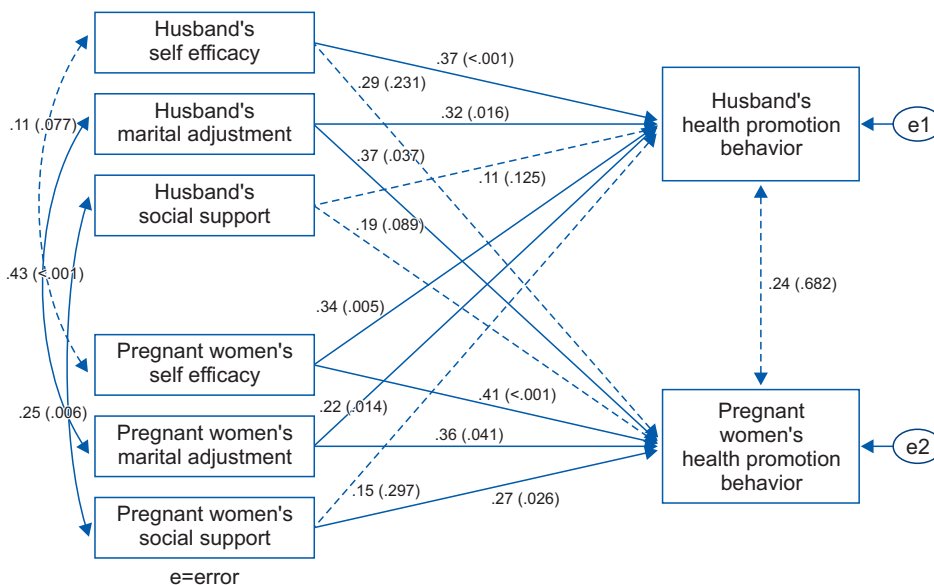 Husband's
self efficacy
.37 (<.001)
.29 (.231)
Husband's
health promotion
behavior
e1
.11 (.077)
Husband's
marital adjustment
.32 (.016)
.37 (.037)
.11 (.125)
Husband's
social support
.19 (.089)
.43 (<.001)
.24 (.682)
.34 (.005)
Pregnant women's
self efficacy
.41 (<.001)
.25 (.006)
.22 (.014)
Pregnant women's
marital adjustment
.36 (.041)
Pregnant
women's
health promotion
behavior
e2
.15 (.297)
.27 (.026)
Pregnant women's
social support
e=error